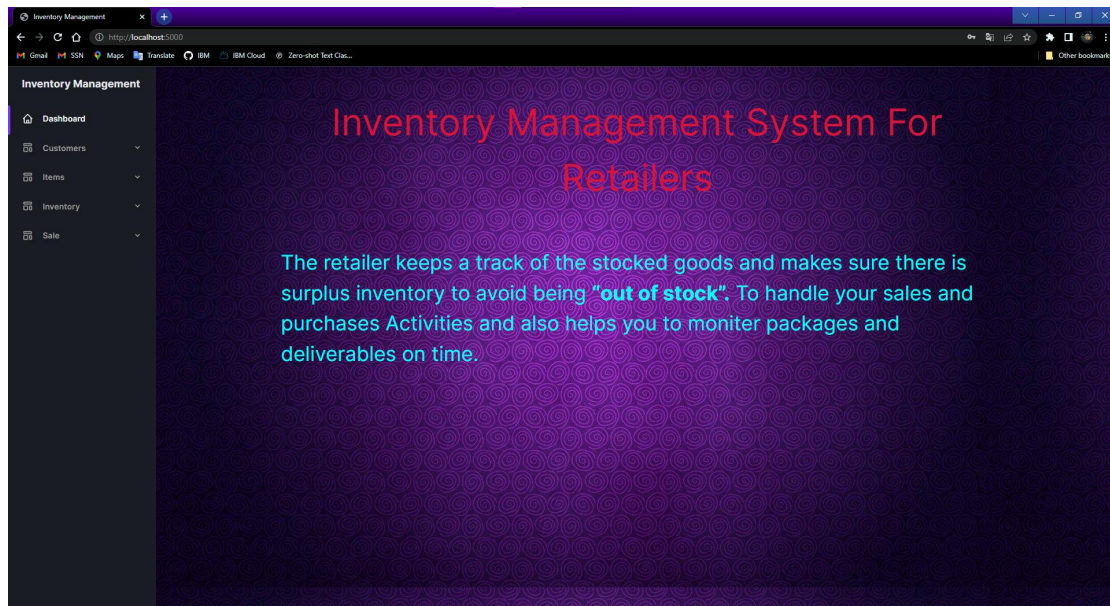 Inventory Management
http://localhost:5000
Gmail SSN Maps Translate IBM IBM Cloud Zero-shot Text Clas... Other bookmark
Inventory Management
Dashboard
Customers
Items
Inventory
Sale
Inventory Management System For
Retailers
The retailer keeps a track of the stocked goods and makes sure there is
surplus inventory to avoid being “out of stock”. To handle your sales and
purchases Activities and also helps you to moniter packages and
deliverables on time.